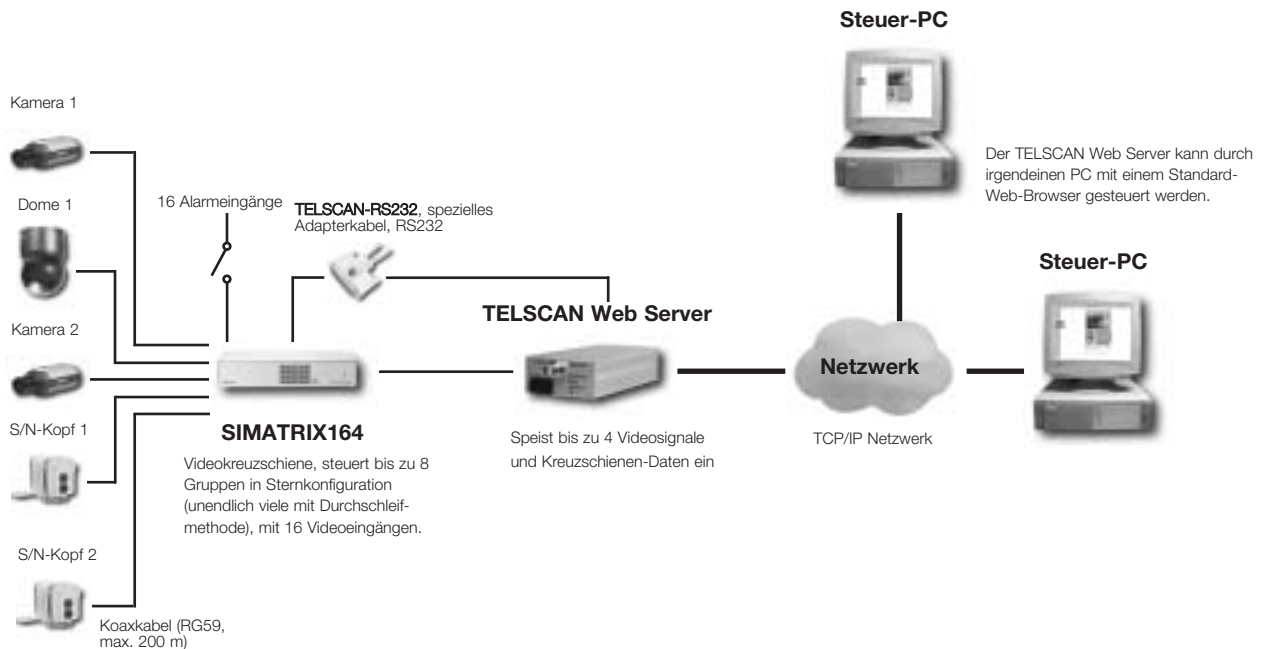 Steuer-PC
Kamera 1
Der TELSCAN Web Server kann durch
irgendeinen PC mit einem Standard-
Web-Browser gesteuert werden.
Dome 1
16 Alarmeingänge
TELSCAN-RS232, spezielles
Adapterkabel, RS232
Steuer-PC
Kamera 2
TELSCAN Web Server
Netzwerk
S/N-Kopf 1
SIMATRIX164
Speist bis zu 4 Videosignale
und Kreuzschienen-Daten ein
TCP/IP Netzwerk
Videokreuzschiene, steuert bis zu 8
Gruppen in Sternkonfiguration
(unendlich viele mit Durchschleif-
methode), mit 16 Videoeingängen.
S/N-Kopf 2
Koaxkabel (RG59,
max. 200 m)